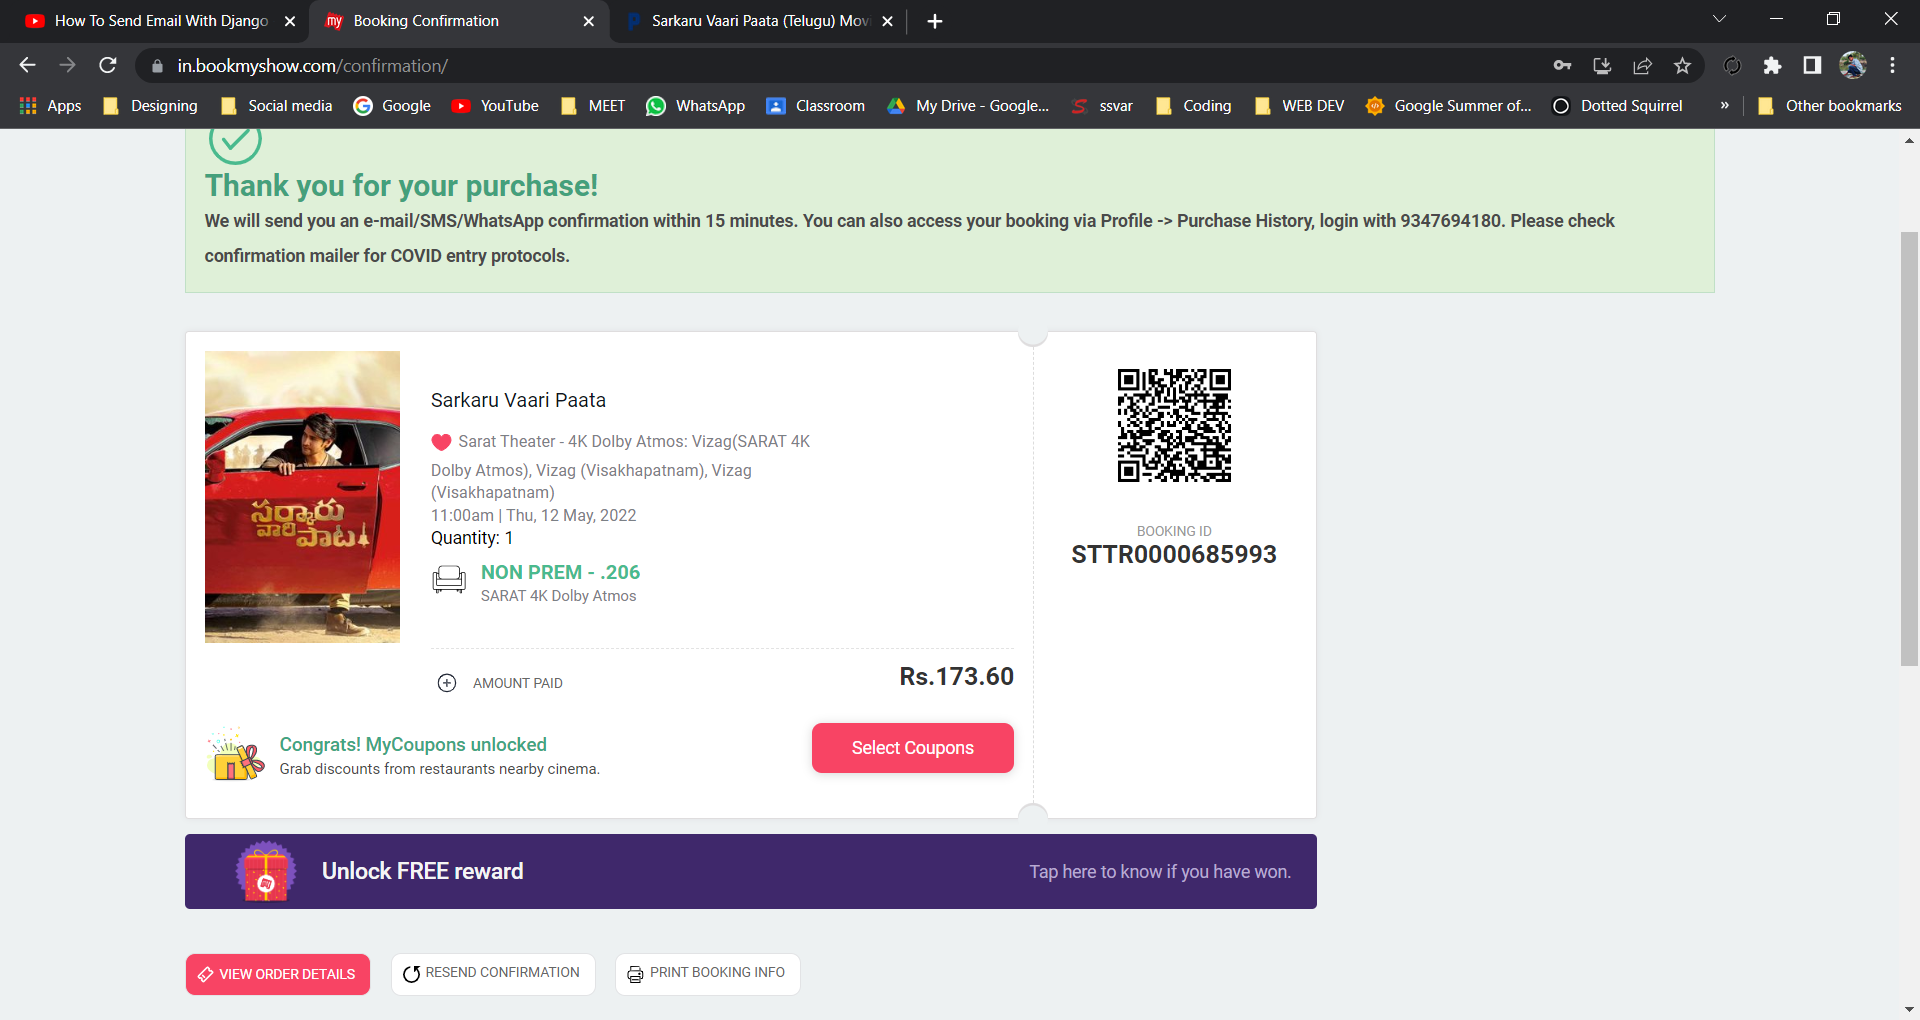 How To Send Email With Django
Booking Confirmation
Sarkaru Vaari Paata (Telugu) Movi
in.bookmyshow.com/confirmation/
Apps
Designing
Social media
Google
YouTube
MEET
WhatsApp
Classroom
My Drive - Google...
ssvar
Coding
WEB DEV
Google Summer of...
Dotted Squirrel
»
Other bookmarks
Thank you for your purchase!
We will send you an e-mail/SMS/WhatsApp confirmation within 15 minutes. You can also access your booking via Profile -> Purchase History, login with 9347694180. Please check
confirmation mailer for COVID entry protocols.
సర్కారు
వారి
పాట
Sarkaru Vaari Paata
Sarat Theater - 4K Dolby Atmos: Vizag(SARAT 4K
Dolby Atmos), Vizag (Visakhapatnam), Vizag
(Visakhapatnam)
11:00am | Thu, 12 May, 2022
Quantity: 1
NON PREM - .206
SARAT 4K Dolby Atmos
AMOUNT PAID
Rs.173.60
Congrats! MyCoupons unlocked
Grab discounts from restaurants nearby cinema.
Select Coupons
BOOKING ID
STTR0000685993
Unlock FREE reward
Tap here to know if you have won.
VIEW ORDER DETAILS
RESEND CONFIRMATION
PRINT BOOKING INFO